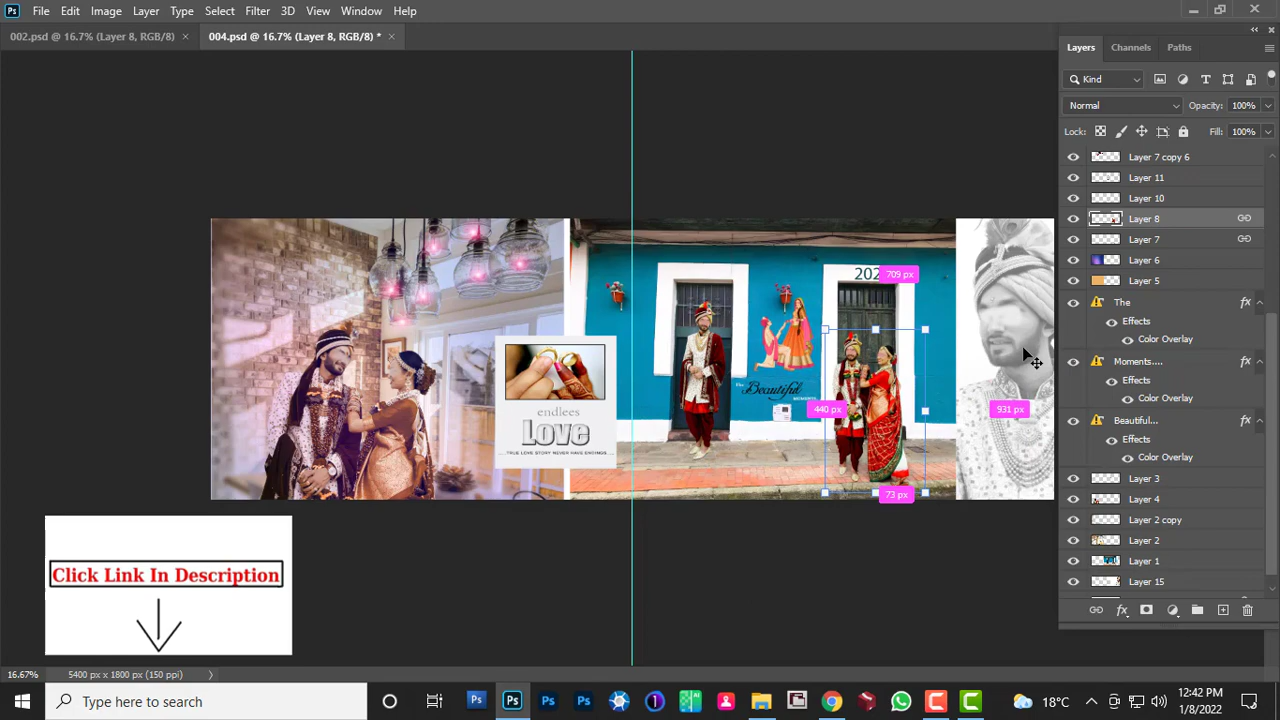 File Edit Image Layer Type Select Filter 3D View Window Help
002.psd @ 16.7% (Layer 8, RGB/8) ×
004.psd @ 16.7% (Layer 8, RGB/8) * ×
Layers Channels Paths
Kind
Normal Opacity: 100%
Lock: Fill: 100%
Layer 7 copy 6
Layer 11
Layer 10
Layer 8
Layer 7
Layer 6
Layer 5
The fx
Effects
Color Overlay
Moments.... fx
Effects
Color Overlay
Beautiful... fx
Effects
Color Overlay
Layer 3
Layer 4
Layer 2 copy
Layer 2
Layer 1
Layer 15
fx
202
709 px
440 px
931 px
73 px
The
Beautiful
endlees
Love
....TRUE LOVE STORY NEVER HAVE ENDINGS....
Click Link In Description
16.67% 5400 px x 1800 px (150 ppi)
Type here to search
18°C
12:42 PM
1/8/2022